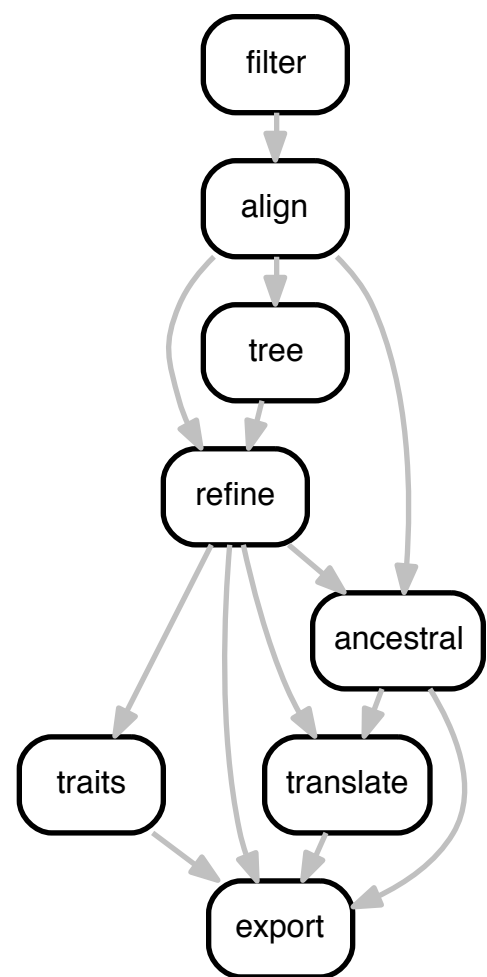 filter
align
tree
refine
ancestral
traits
translate
export